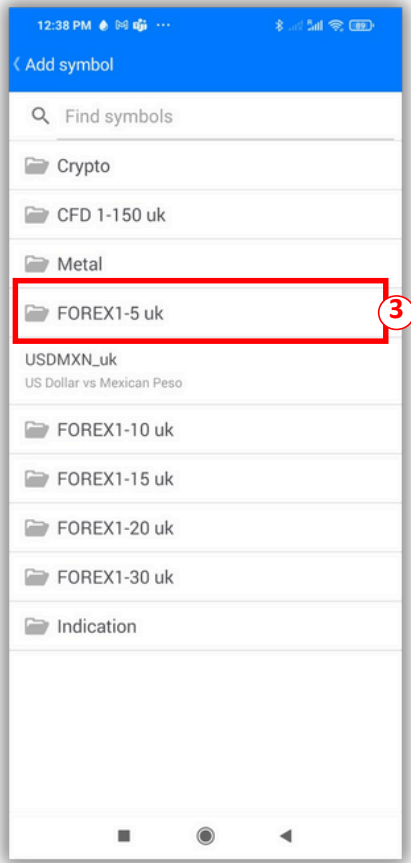 12:38 PM
Add symbol
Find symbols
Crypto
CFD 1-150 uk
Metal
FOREX1-5 uk
3
USDMXN_uk
US Dollar vs Mexican Peso
FOREX1-10 uk
FOREX1-15 uk
FOREX1-20 uk
FOREX1-30 uk
Indication